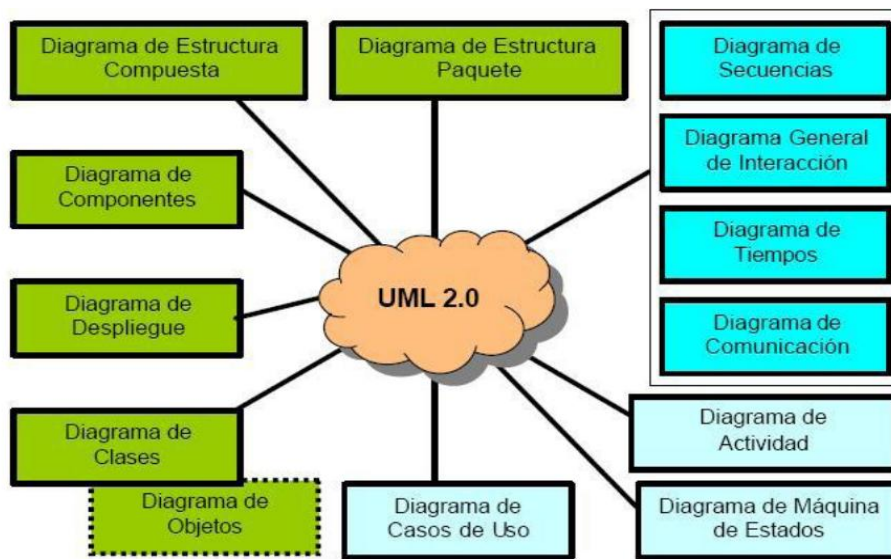 Diagrama de Estructura
Compuesta
Diagrama de Estructura
Paquete
Diagrama de
Secuencias
Diagrama General
de Interacción
Diagrama de
Componentes
Diagrama de
Tiempos
UML 2.0
Diagrama de
Despliegue
Diagrama de
Comunicación
Diagrama de
Clases
Diagrama de
Actividad
Diagrama de
Objetos
Diagrama de
Casos de Uso
Diagrama de Máquina
de Estados